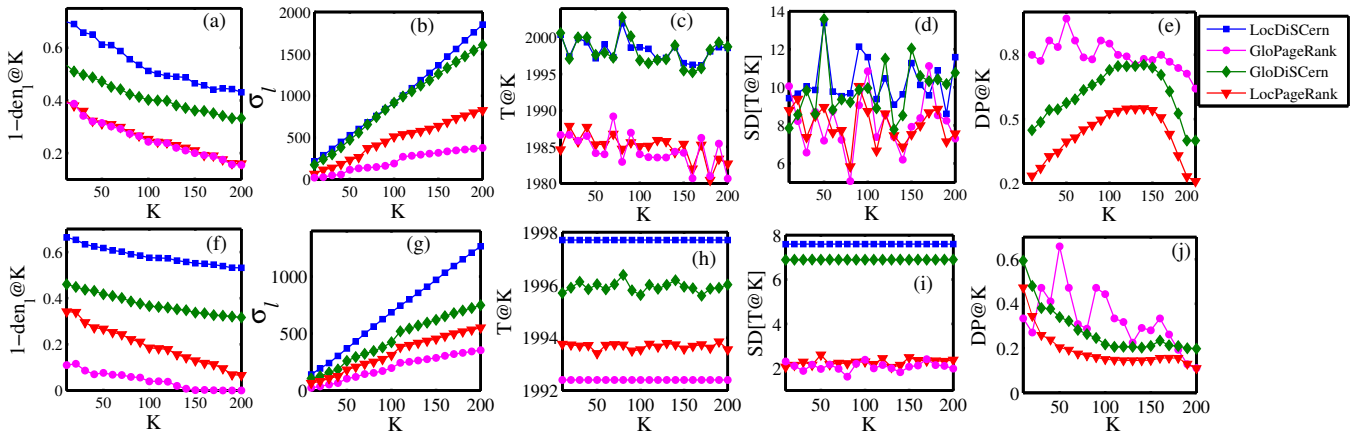 (a)
1−den_l@K
0.6
0.4
0.2
50 100 150 200
K
(b)
σ_l
2000
1500
1000
500
0
50 100 150 200
K
(c)
T@K
2005
2000
1995
1990
1985
1980
50 100 150 200
K
(d)
SD[T@K]
14
12
10
8
6
50 100 150 200
K
(e)
DP@K
0.8
0.5
0.2
50 100 150 200
K
LocDiSCern
GloPageRank
GloDiSCern
LocPageRank
(f)
1−den_l@K
0.6
0.4
0.2
0
50 100 150 200
K
(g)
σ_l
1000
500
0
50 100 150 200
K
(h)
T@K
1998
1996
1994
1992
50 100 150 200
K
(i)
SD[T@K]
8
6
4
2
50 100 150 200
K
(j)
DP@K
0.6
0.4
0.2
0
50 100 150 200
K